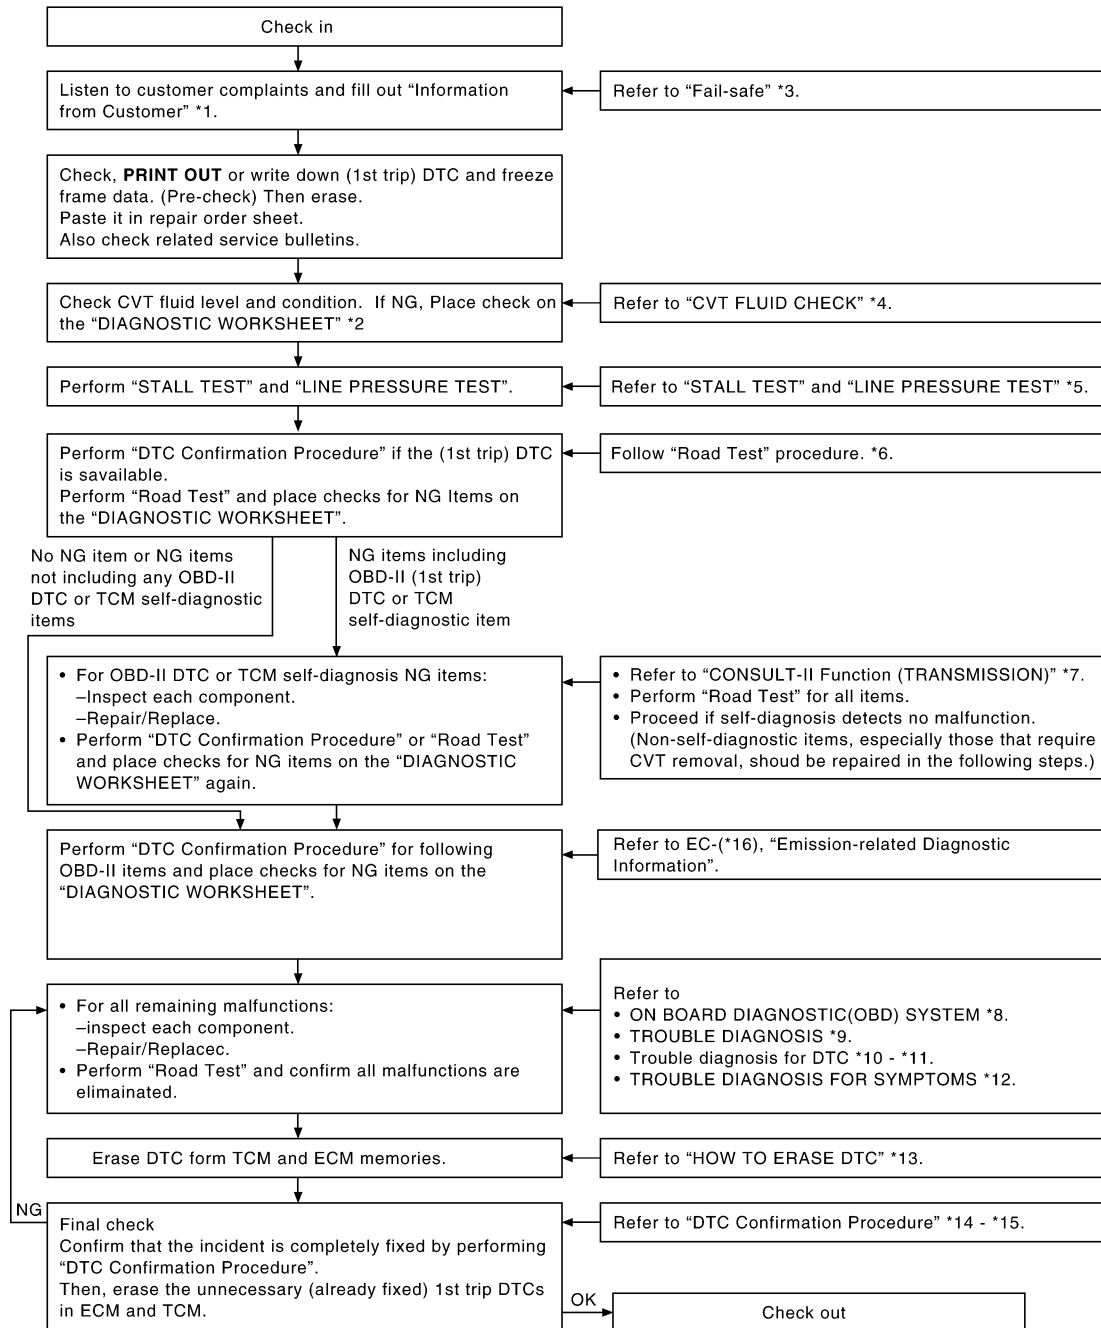 Check in
Listen to customer complaints and fill out “Information
from Customer” *1.
Refer to “Fail-safe” *3.
Check, PRINT OUT or write down (1st trip) DTC and freeze
frame data. (Pre-check) Then erase.
Paste it in repair order sheet.
Also check related service bulletins.
Check CVT fluid level and condition. If NG, Place check on
the “DIAGNOSTIC WORKSHEET” *2
Refer to “CVT FLUID CHECK” *4.
Perform “STALL TEST” and “LINE PRESSURE TEST”.
Refer to “STALL TEST” and “LINE PRESSURE TEST” *5.
Perform “DTC Confirmation Procedure” if the (1st trip) DTC
is savailable.
Perform “Road Test” and place checks for NG Items on
the “DIAGNOSTIC WORKSHEET”.
Follow “Road Test” procedure. *6.
No NG item or NG items
not including any OBD-II
DTC or TCM self-diagnostic
items
NG items including
OBD-II (1st trip)
DTC or TCM
self-diagnostic item
• For OBD-II DTC or TCM self-diagnosis NG items:
–Inspect each component.
–Repair/Replace.
• Perform “DTC Confirmation Procedure” or “Road Test”
and place checks for NG items on the “DIAGNOSTIC
WORKSHEET” again.
• Refer to “CONSULT-II Function (TRANSMISSION)” *7.
• Perform “Road Test” for all items.
• Proceed if self-diagnosis detects no malfunction.
(Non-self-diagnostic items, especially those that require
CVT removal, shoud be repaired in the following steps.)
Perform “DTC Confirmation Procedure” for following
OBD-II items and place checks for NG items on the
“DIAGNOSTIC WORKSHEET”.
Refer to EC-(*16), “Emission-related Diagnostic
Information”.
• For all remaining malfunctions:
–inspect each component.
–Repair/Replacec.
• Perform “Road Test” and confirm all malfunctions are
elimainated.
Refer to
• ON BOARD DIAGNOSTIC(OBD) SYSTEM *8.
• TROUBLE DIAGNOSIS *9.
• Trouble diagnosis for DTC *10 - *11.
• TROUBLE DIAGNOSIS FOR SYMPTOMS *12.
Erase DTC form TCM and ECM memories.
Refer to “HOW TO ERASE DTC” *13.
NG
Final check
Confirm that the incident is completely fixed by performing
“DTC Confirmation Procedure”.
Then, erase the unnecessary (already fixed) 1st trip DTCs
in ECM and TCM.
Refer to “DTC Confirmation Procedure” *14 - *15.
OK
Check out